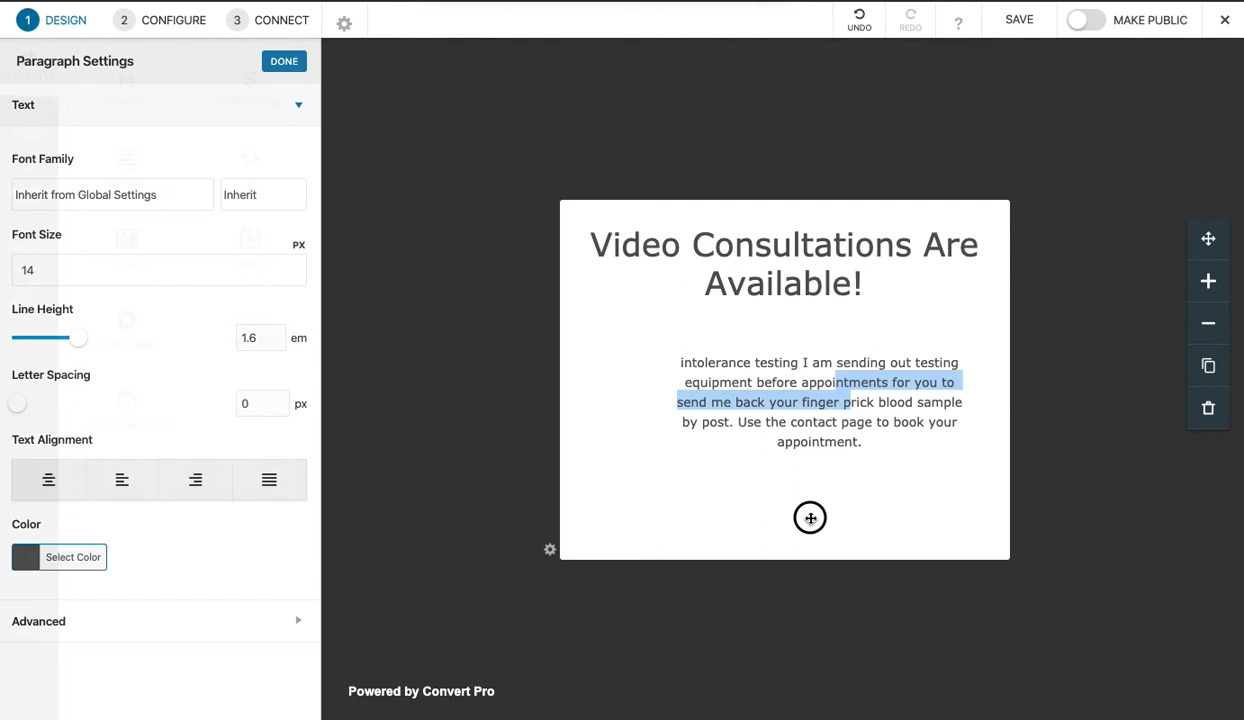 1 DESIGN 2 CONFIGURE 3 CONNECT UNDO REDO ? SAVE MAKE PUBLIC
Paragraph Settings DONE
Text
Font Family
Inherit from Global Settings Inherit
Font Size PX
14
Line Height
1.6 em
Letter Spacing
0 px
Text Alignment
Color
Select Color
Advanced
Video Consultations Are
Available!
intolerance testing I am sending out testing
equipment before appointments for you to
send me back your finger prick blood sample
by post. Use the contact page to book your
appointment.
Powered by Convert Pro